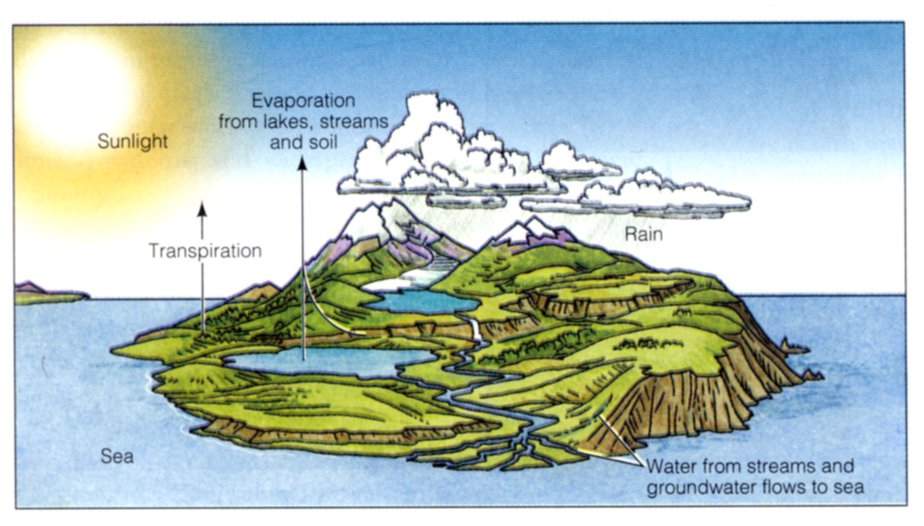 Evaporation
from lakes, streams
and soil
Sunlight
Transpiration
Rain
Sea
Water from streams and
groundwater flows to sea